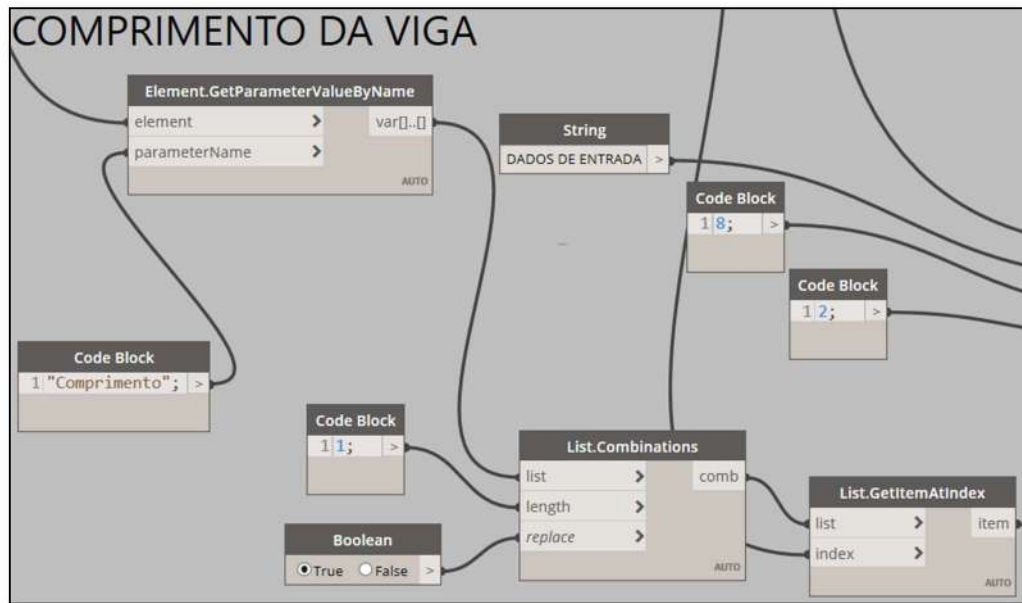 COMPRIMENTO DA VIGA
Element.GetParameterValueByName
element > var[]..[]
parameterName >
AUTO
String
DADOS DE ENTRADA >
Code Block
1 8; >
Code Block
1 2; >
Code Block
1 "Comprimento"; >
Code Block
1 1; >
List.Combinations
list > comb
length >
replace >
AUTO
Boolean
True False >
List.GetItemAtIndex
list > item
index >
AUTO